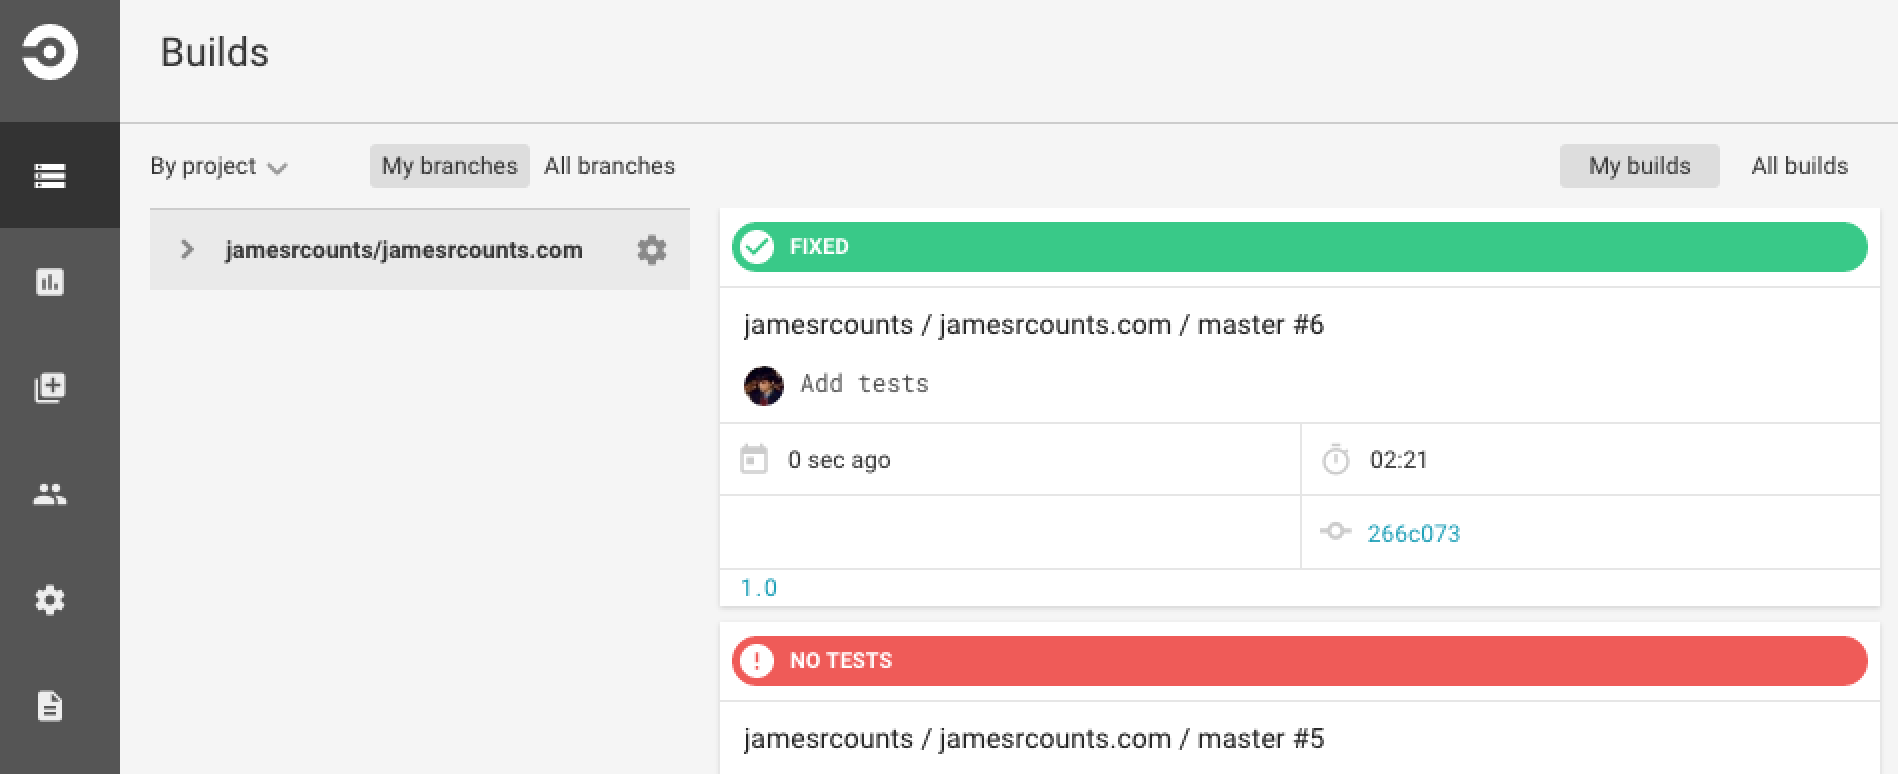 Builds
By project
My branches All branches
My builds All builds
jamesrcounts/jamesrcounts.com
FIXED
jamesrcounts / jamesrcounts.com / master #6
Add tests
0 sec ago
02:21
266c073
1.0
NO TESTS
jamesrcounts / jamesrcounts.com / master #5